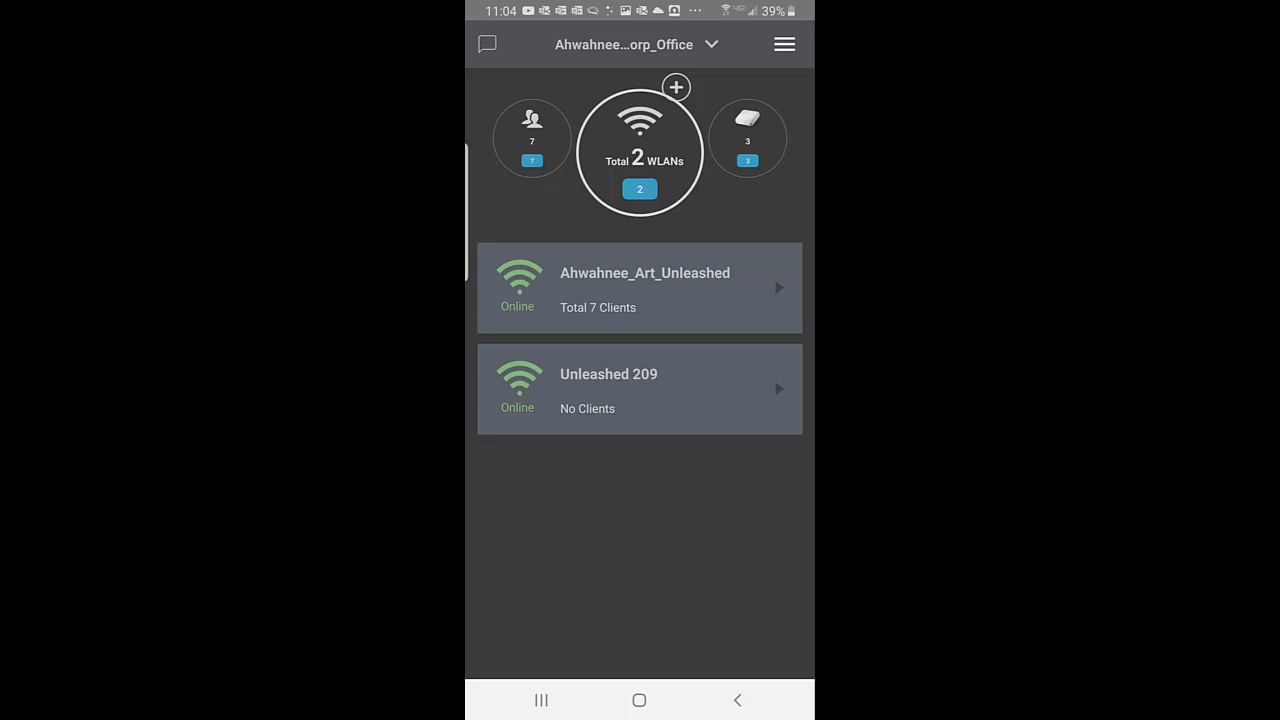 11:04
39%
Ahwahnee...orp_Office
7
7
Total 2 WLANs
2
3
3
Ahwahnee_Art_Unleashed
Online
Total 7 Clients
Unleashed 209
Online
No Clients